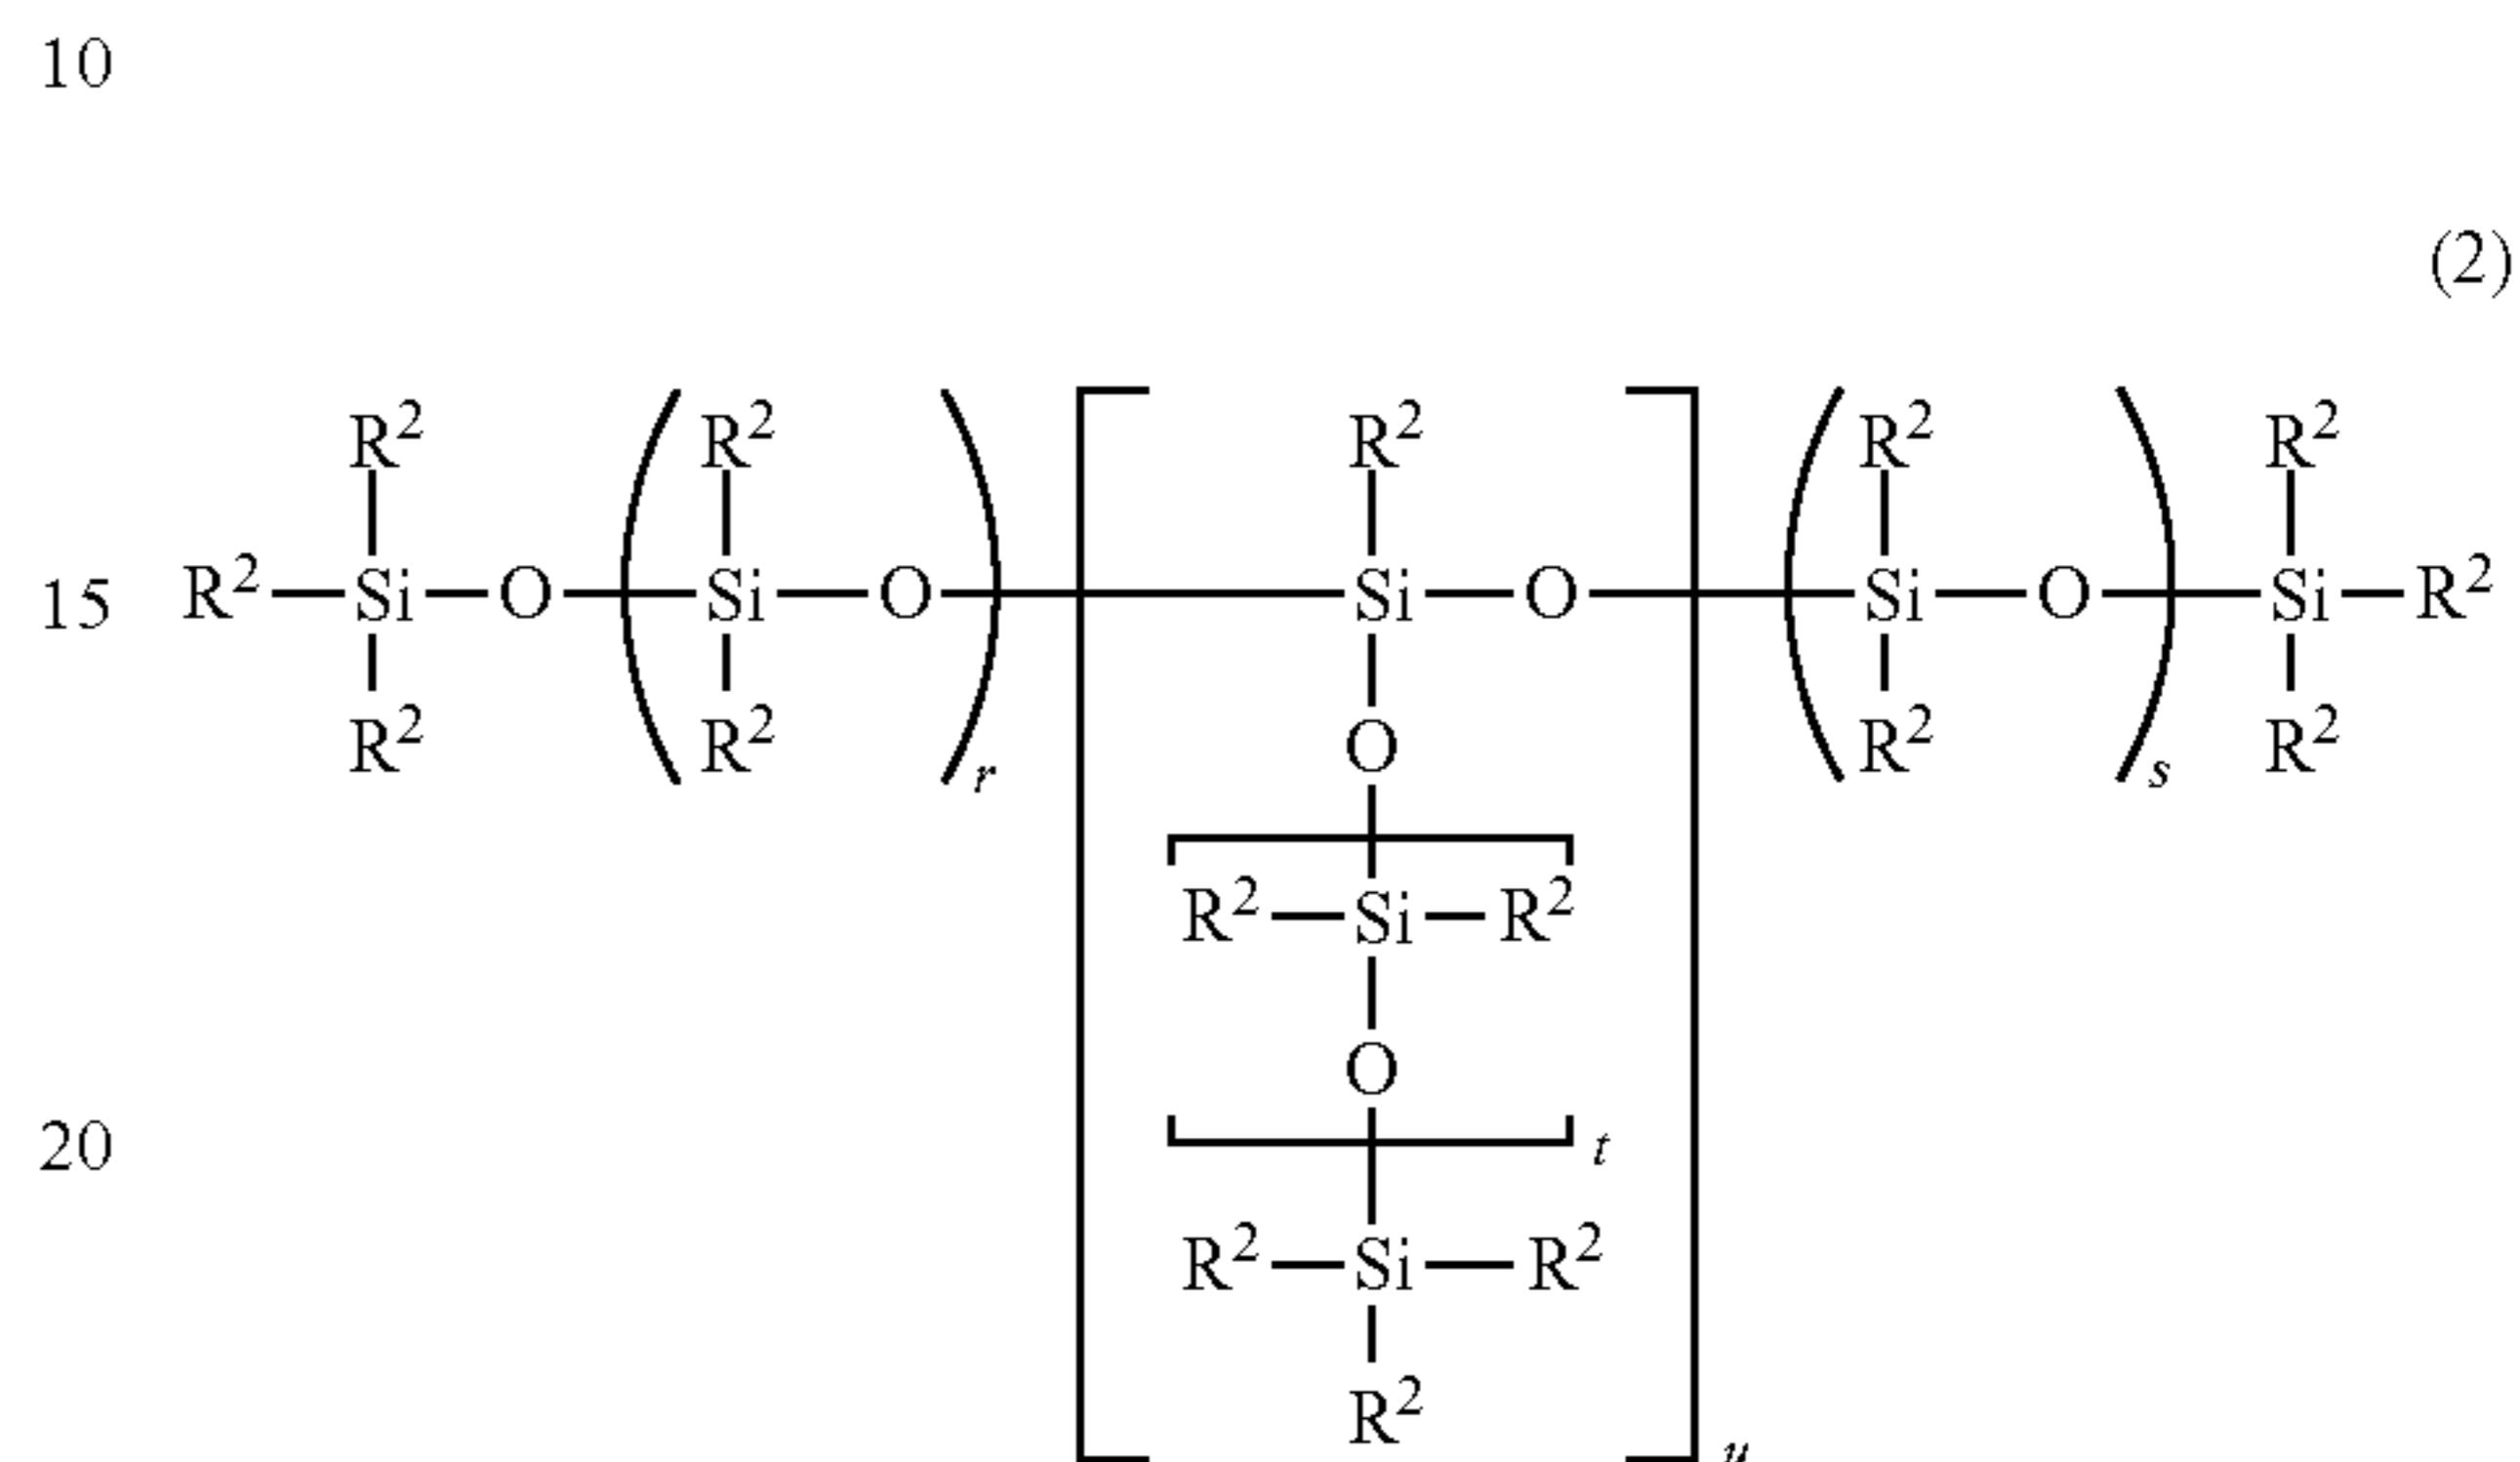 10
(2)
R² R² R² R² R²
15 R²—Si—O—(Si—O)r—[Si—O]u—(Si—O)s—Si—R²
R² R² O R² R²
R²—Si—R²
O
20
t
R²—Si—R²
R²